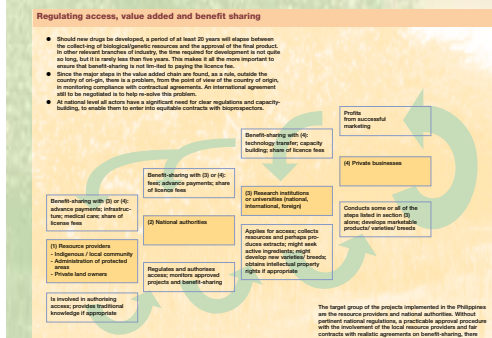 Regulating access, value added and benefit sharing
● Should new drugs be developed, a period of at least 20 years will elapse between
the collect-ing of biological/genetic resources and the approval of the final product.
In other relevant branches of industry, the time required for development is not quite
so long, but it is rarely less than five years. This makes it all the more important to
ensure that benefit-sharing is not lim-ited to paying the licence fee.
● Since the major steps in the value added chain are found, as a rule, outside the
country of ori-gin, there is a problem, from the point of view of the country of origin,
in monitoring compliance with contractual agreements. An international agreement
still to be negotiated is to help re-solve this problem.
● At national level all actors have a significant need for clear regulations and capacity-
building, to enable them to enter into equitable contracts with bioprospectors.
Profits
from successful
marketing
Benefit-sharing with (4):
technology transfer; capacity
building; share of licence fees
(4) Private businesses
Benefit-sharing with (3) or (4):
fees; advance payments; share
of licence fees
(3) Research institutions
or universities (national,
international, foreign)
Benefit-sharing with (3) or (4):
advance payments; infrastruc-
ture; medical care; share of
license fees
(2) National authorities
Conducts some or all of the
steps listed in section (3)
alone; develops marketable
products/ varieties/ breeds
(1) Resource providers
- Indigenous / local community
- Administration of protected
areas
- Private land owners
Applies for access; collects
resources and perhaps pro-
duces extracts; might seek
active ingredients; might
develop new varieties/ breeds;
obtains intellectual property
rights if appropriate
Regulates and authorises
access; monitors approved
projects and benefit-sharing
Is involved in authorising
access; provides traditional
knowledge if appropriate
The target group of the projects implemented in the Philippines
are the resource providers and national authorities. Without
pertinent national regulations, a practicable approval procedure
with the involvement of the local resource providers and fair
contracts with realistic agreements on benefit-sharing, there